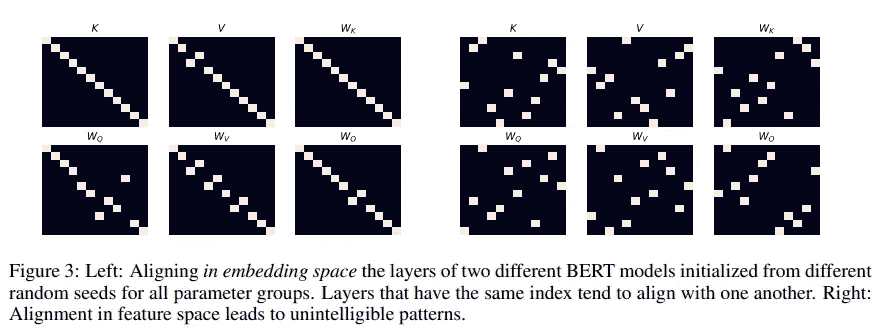 K V W_K K V W_K
W_Q W_V W_O W_Q W_V W_O
Figure 3: Left: Aligning in embedding space the layers of two different BERT models initialized from different
random seeds for all parameter groups. Layers that have the same index tend to align with one another. Right:
Alignment in feature space leads to unintelligible patterns.